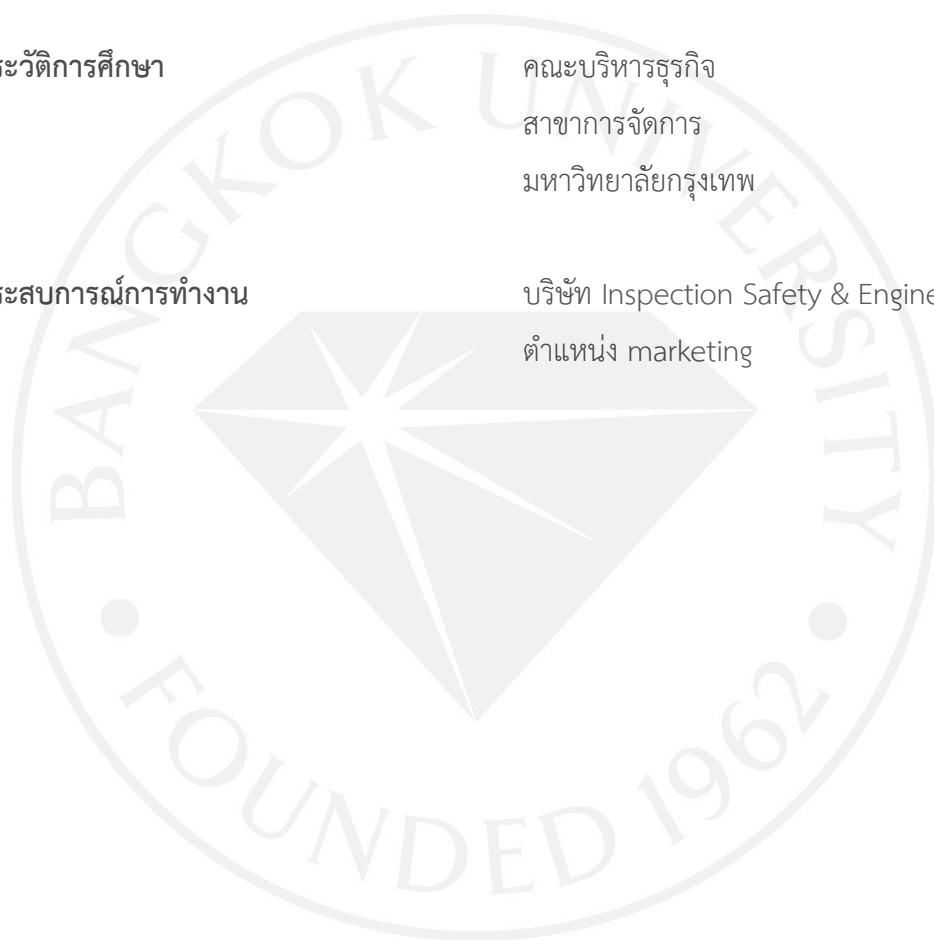 ระวัติการศึกษา คณะบริหารธุรกิจ
สาขาการจัดการ
มหาวิทยาลัยกรุงเทพ
ระสบการณ์การทำงาน บริษัท Inspection Safety & Engine
ตำแหน่ง marketing
BANGKOK UNIVERSITY
• FOUNDED 1962 •